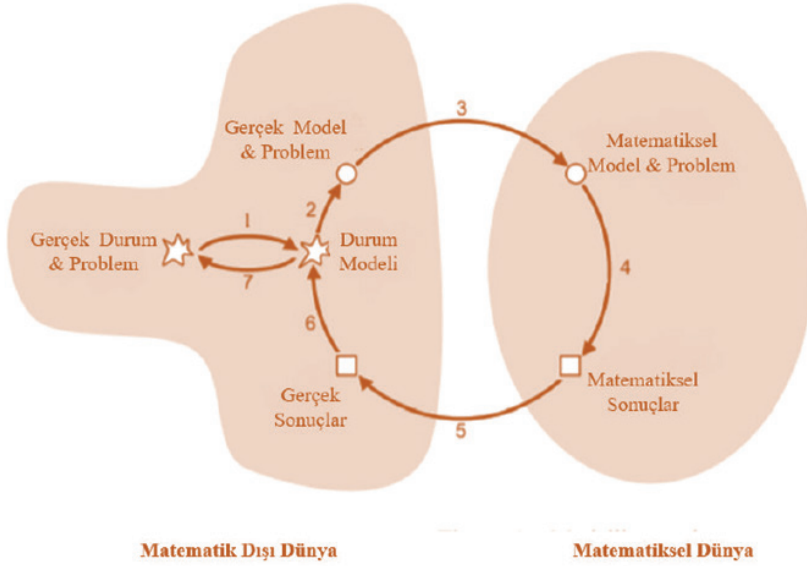 Gerçek Model
& Problem
3
Matematiksel
Model & Problem
1
2
Gerçek Durum
& Problem
Durum
Modeli
7
4
6
Gerçek
Sonuçlar
Matematiksel
Sonuçlar
5
Matematik Dışı Dünya
Matematiksel Dünya